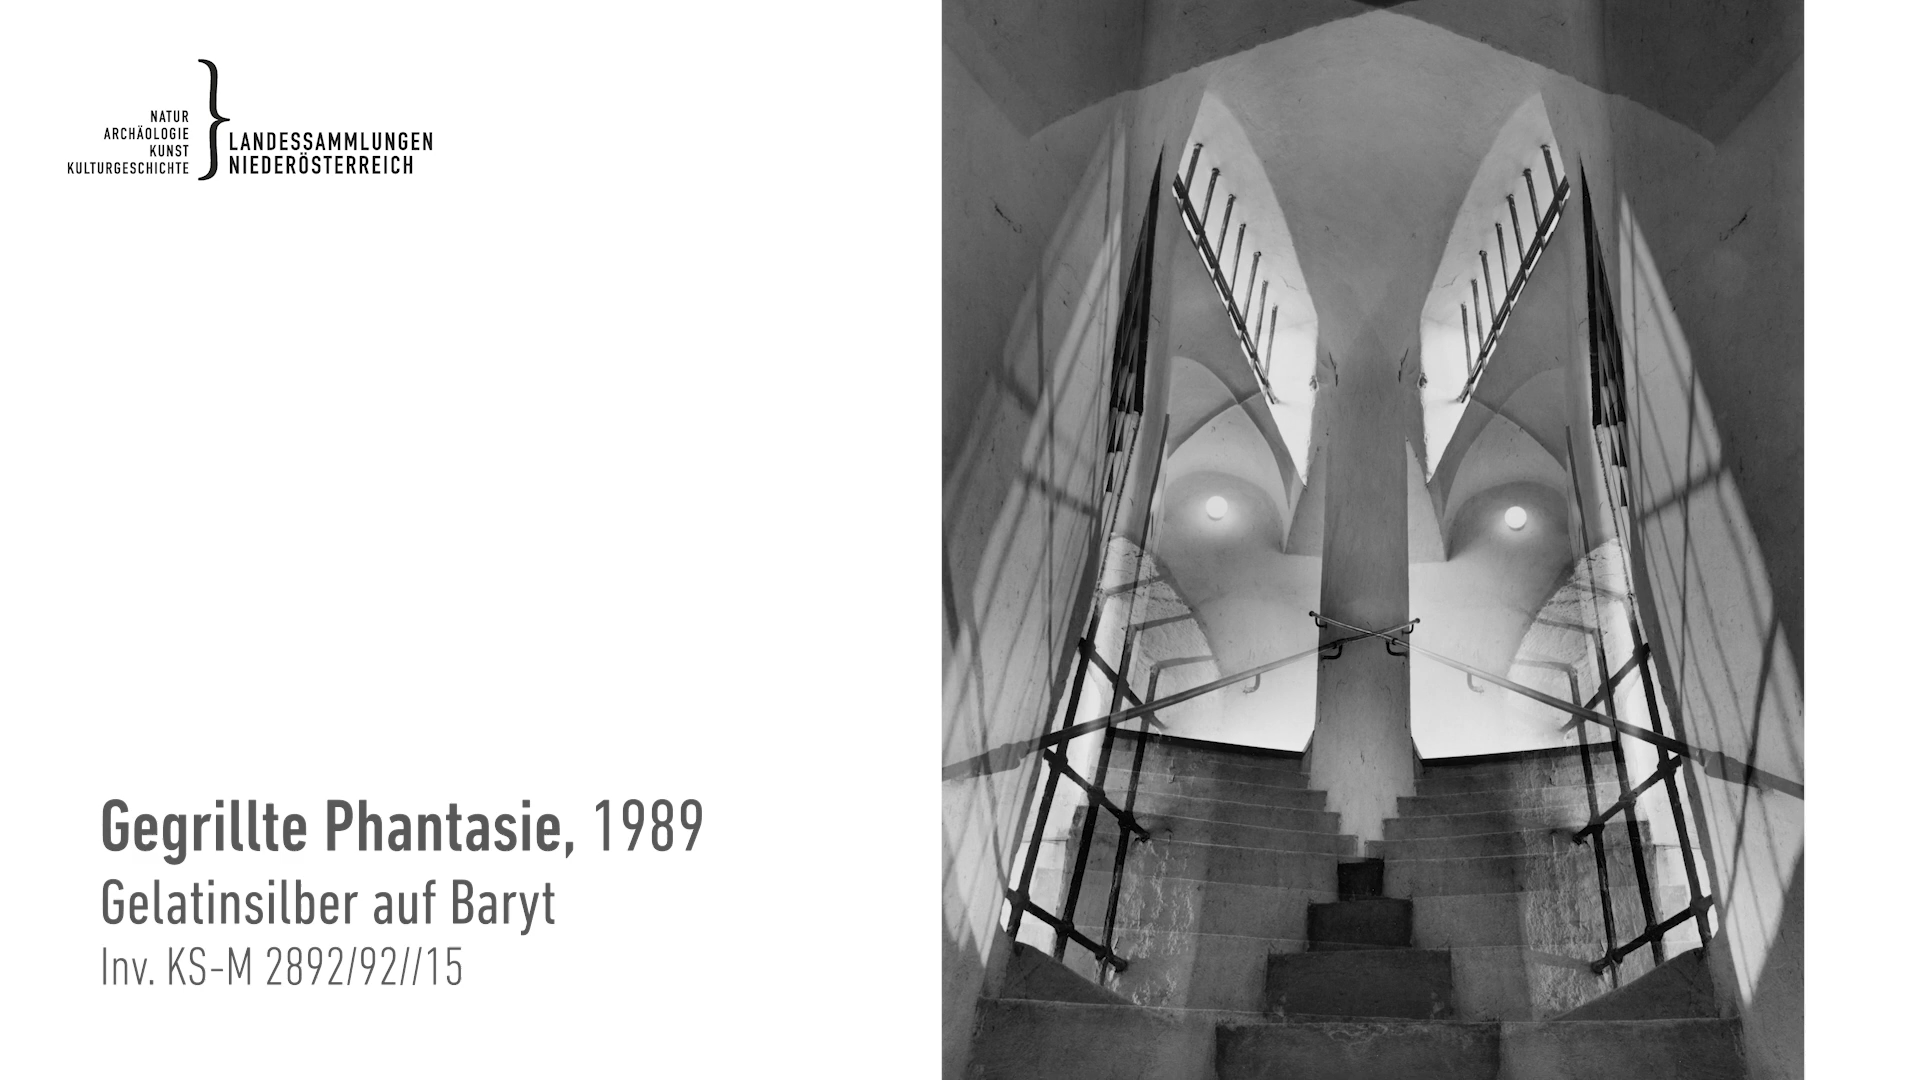 NATUR
ARCHÄOLOGIE
KUNST
KULTURGESCHICHTE
LANDESSAMMLUNGEN
NIEDERÖSTERREICH
Gegrillte Phantasie, 1989
Gelatinsilber auf Baryt
Inv. KS-M 2892/92//15